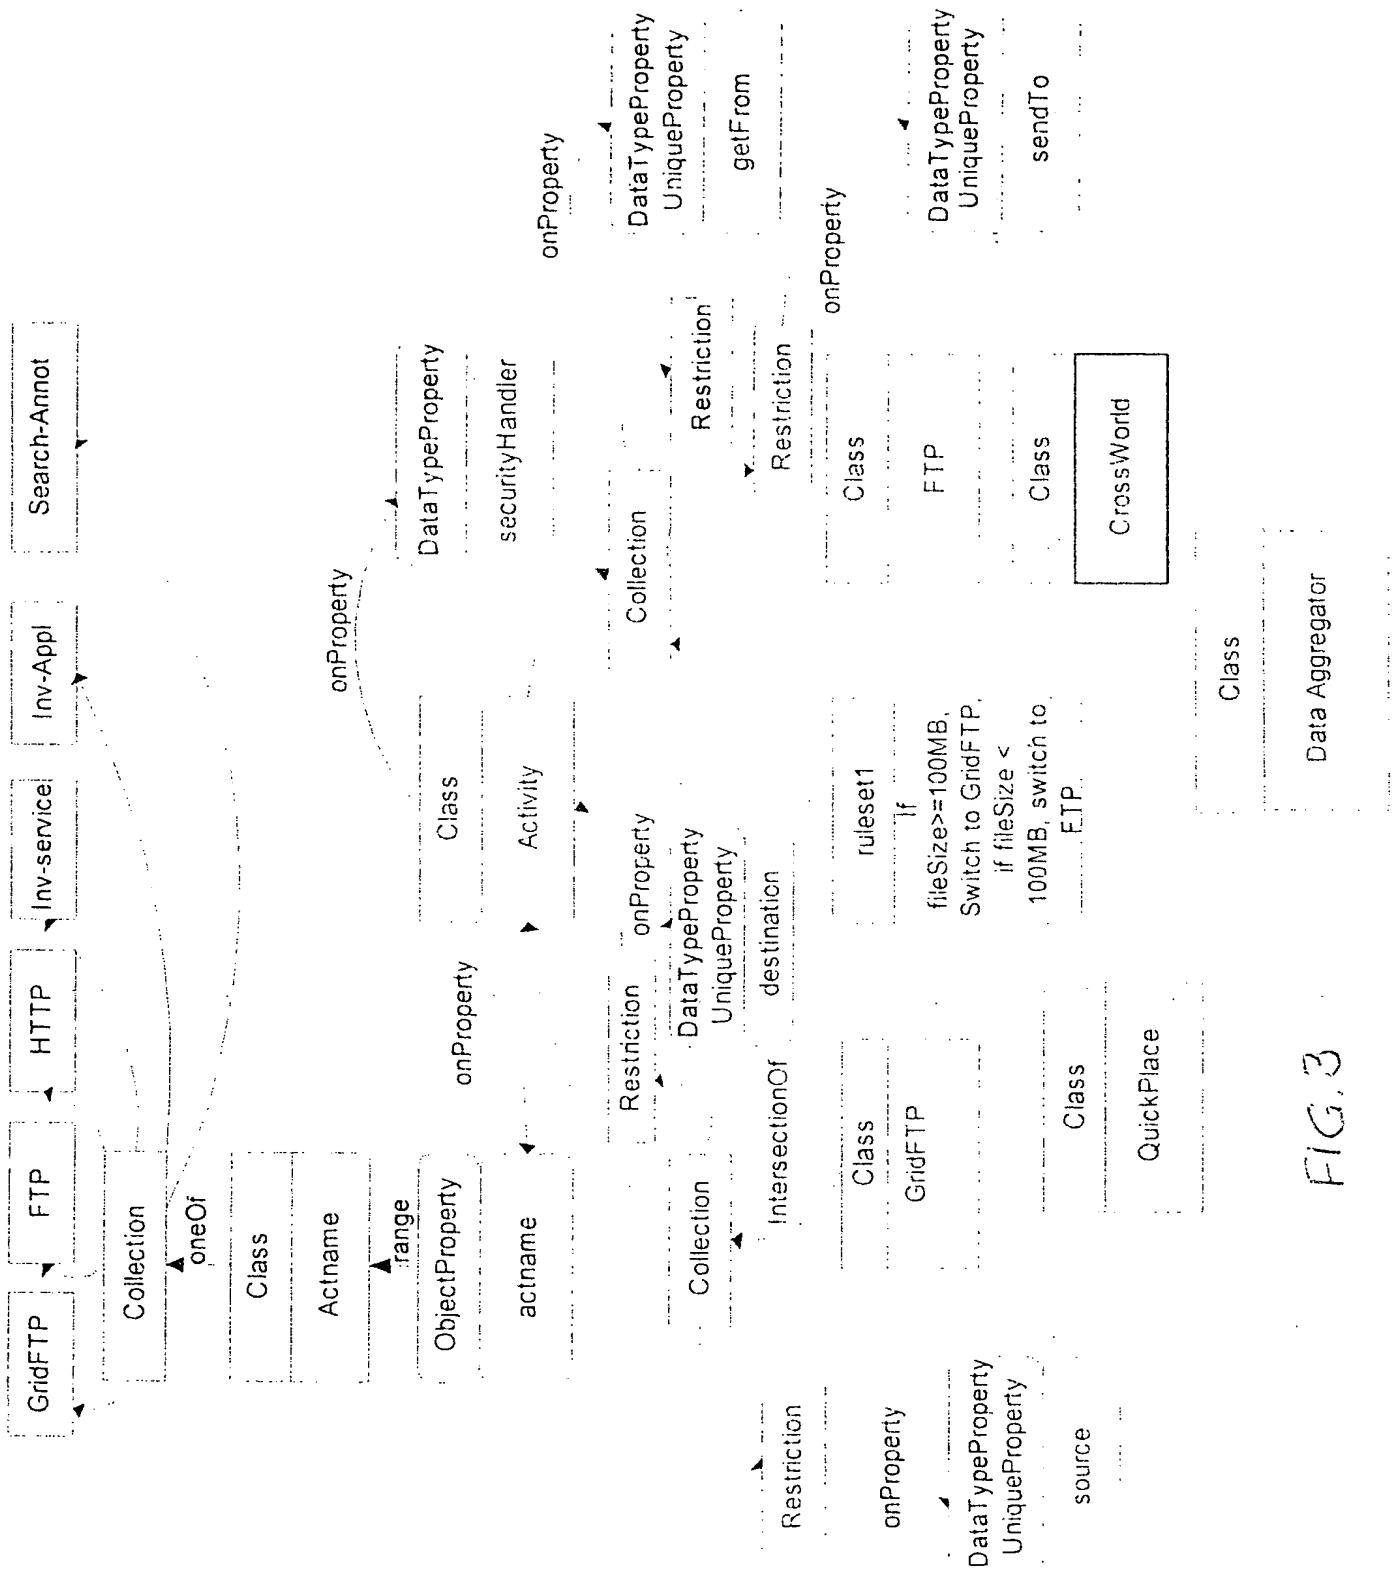 GridFTP
FTP
HTTP
Inv-service
Inv-Appl
Search-Annot
Collection
oneOf
Class
Actname
range
ObjectProperty
actname
onProperty
Class
Activity
onProperty
DataTypeProperty
securityHandler
Restriction
onProperty
DataTypeProperty
UniqueProperty
destination
Collection
IntersectionOf
Collection
Restriction
Restriction
onProperty
DataTypeProperty
UniqueProperty
getFrom
onProperty
DataTypeProperty
UniqueProperty
sendTo
Restriction
onProperty
DataTypeProperty
UniqueProperty
source
Class
GridFTP
ruleset1
If
fileSize>=100MB,
Switch to GridFTP,
if fileSize <
100MB, switch to
FTP
Class
FTP
Class
QuickPlace
Class
CrossWorld
Class
Data Aggregator
FIG. 3